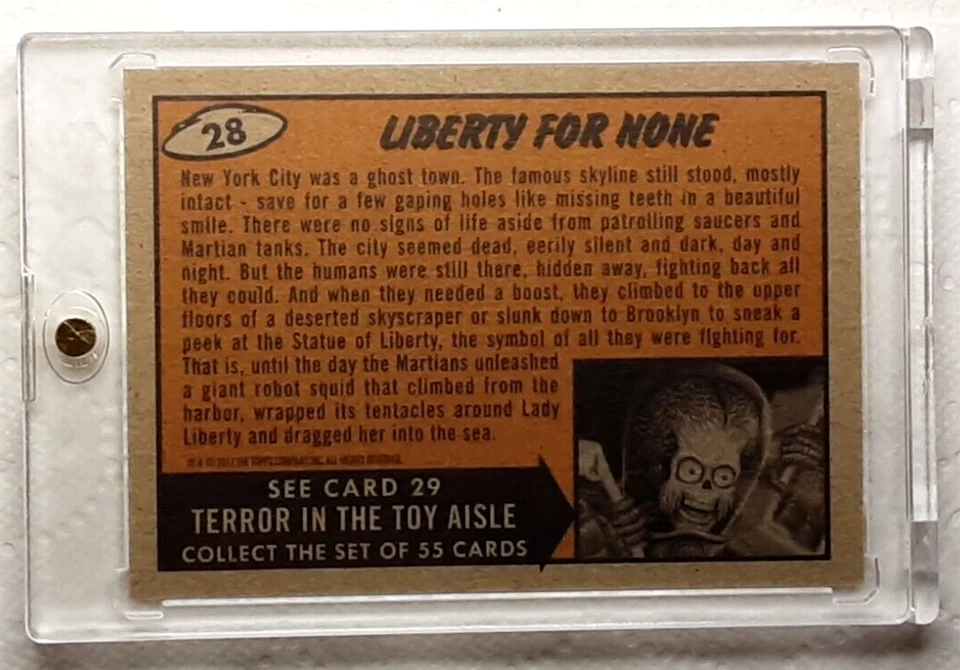 28
LIBERTY FOR NONE
New York City was a ghost town. The famous skyline still stood, mostly
intact - save for a few gaping holes like missing teeth in a beautiful
smile. There were no signs of life aside from patrolling saucers and
Martian tanks. The city seemed dead, eerily silent and dark, day and
night. But the humans were still there, hidden away, fighting back all
they could. And when they needed a boost, they climbed to the upper
floors of a deserted skyscraper or slunk down to Brooklyn to sneak a
peek at the Statue of Liberty, the symbol of all they were fighting for.
That is, until the day the Martians unleashed
a giant robot squid that climbed from the
harbor, wrapped its tentacles around Lady
Liberty and dragged her into the sea.
THE TOPPS COMPANY, INC. ALL RIGHTS RESERVED.
SEE CARD 29
TERROR IN THE TOY AISLE
COLLECT THE SET OF 55 CARDS